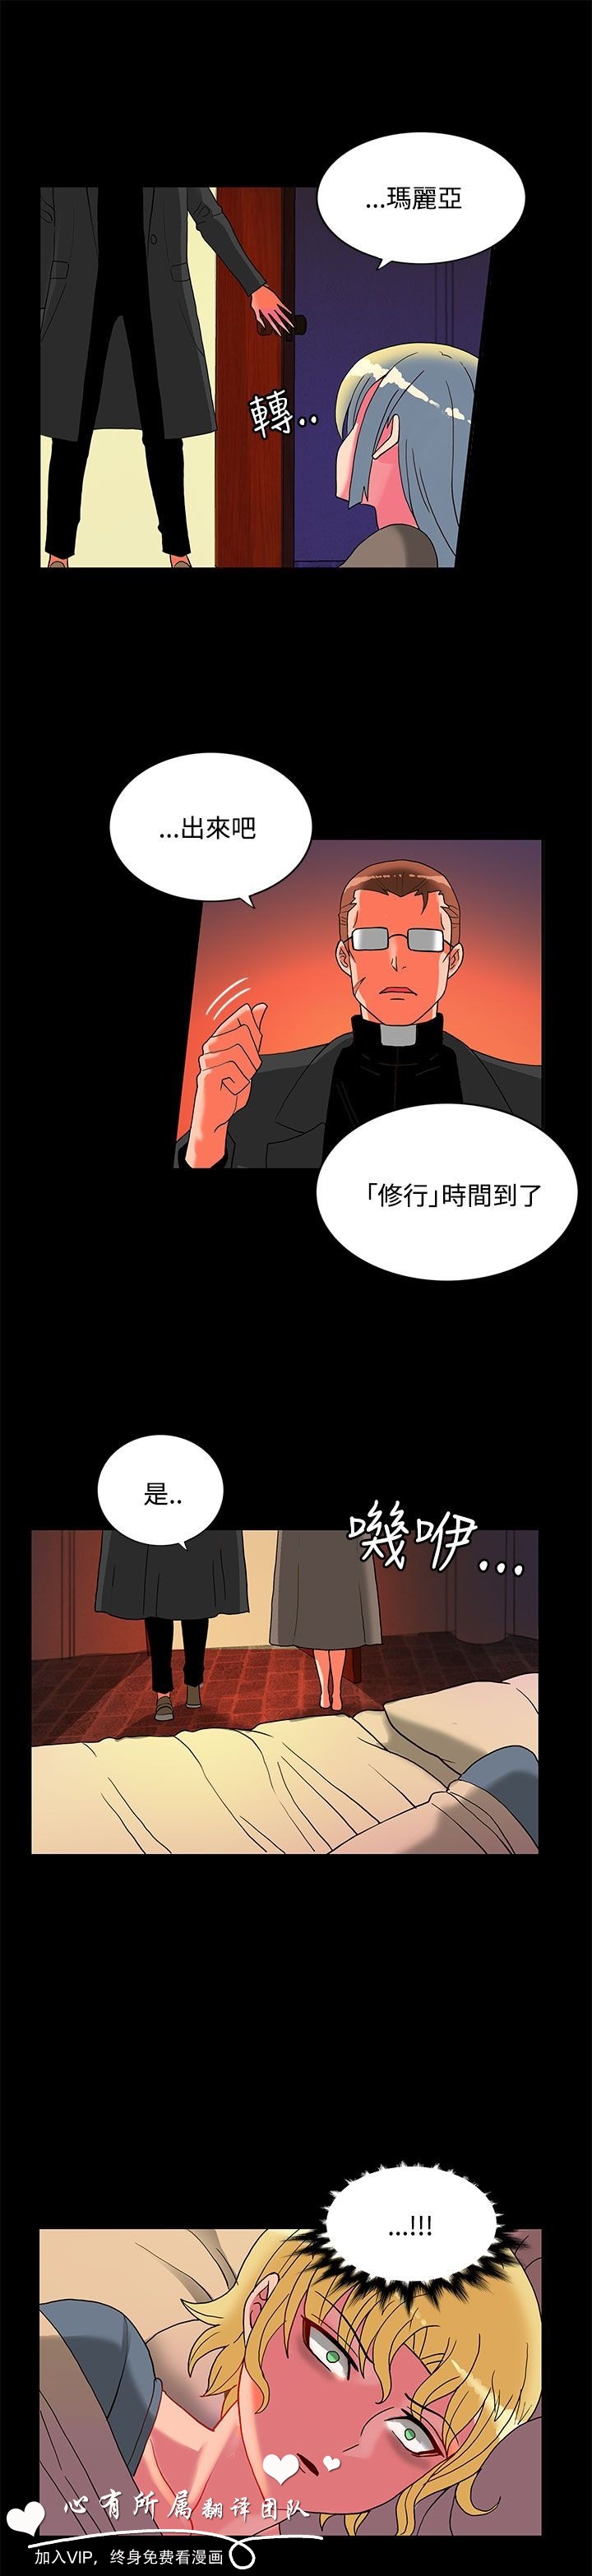 ...瑪麗亞
轉..
...出來吧
「修行」時間到了
是..
嘰咿...
...!!!
心有所属翻译团队
加入VIP，终身免费看漫画